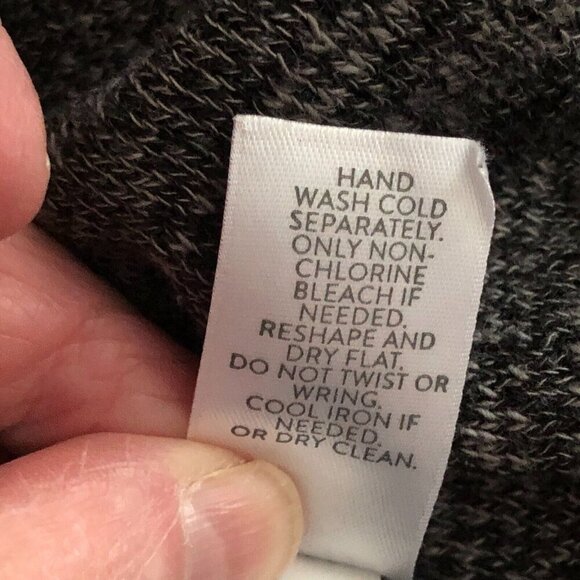 HAND
WASH COLD
SEPARATELY.
ONLY NON-
CHLORINE
BLEACH IF
NEEDED.
RESHAPE AND
DRY FLAT.
DO NOT TWIST OR
WRING.
COOL IRON IF
NEEDED.
OR DRY CLEAN.